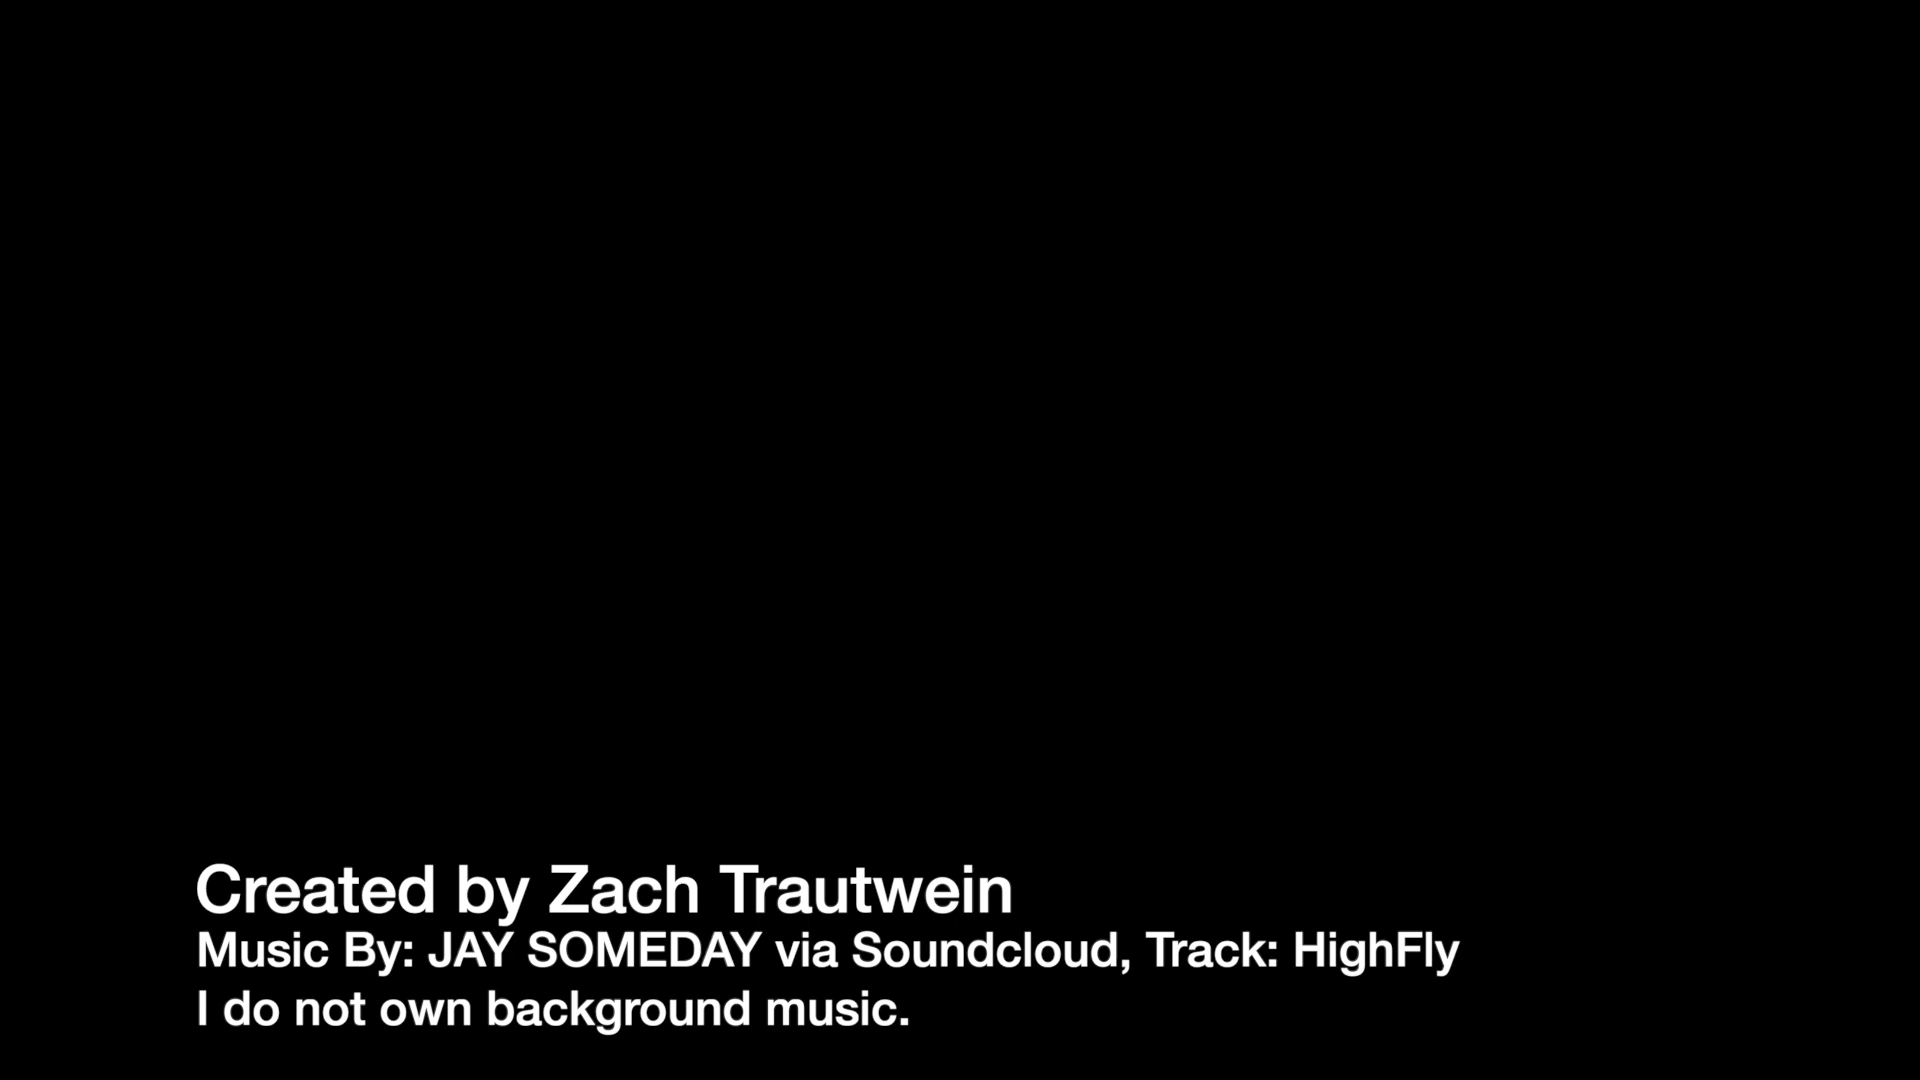 Created by Zach Trautwein
Music By: JAY SOMEDAY via Soundcloud, Track: HighFly
I do not own background music.